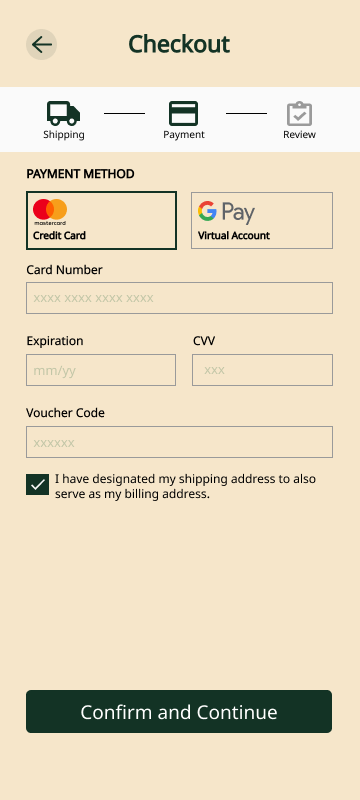 Checkout
Shipping
Payment
Review
PAYMENT METHOD
mastercard
Credit Card
G Pay
Virtual Account
Card Number
xxxx xxxx xxxx xxxx
Expiration
CVV
mm/yy
xxx
Voucher Code
xxxxxx
I have designated my shipping address to also
serve as my billing address.
Confirm and Continue